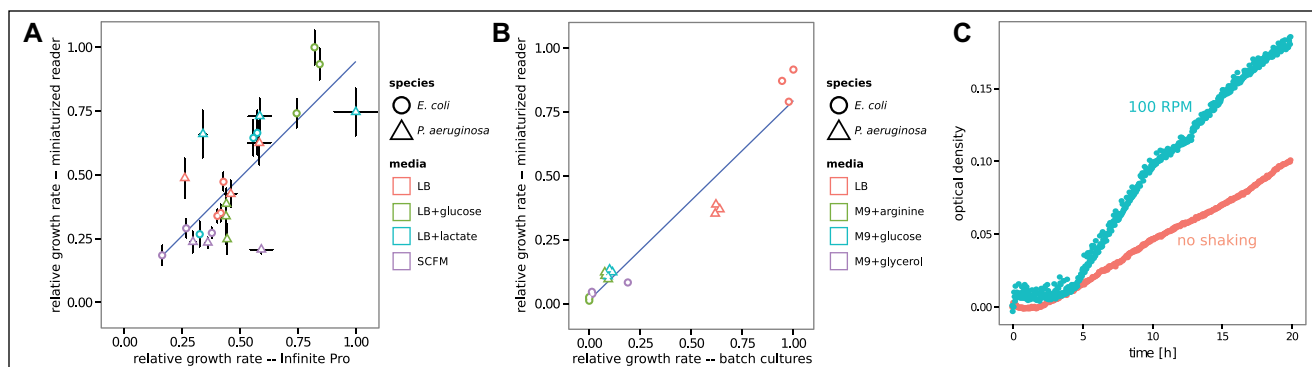 A
relative growth rate -- miniaturized reader
1.00
0.75
0.50
0.25
0.00
0.00 0.25 0.50 0.75 1.00
relative growth rate -- Infinite Pro
species
E. coli
P. aeruginosa
media
LB
LB+glucose
LB+lactate
SCFM
B
relative growth rate -- miniaturized reader
1.00
0.75
0.50
0.25
0.00
0.00 0.25 0.50 0.75 1.00
relative growth rate -- batch cultures
species
E. coli
P. aeruginosa
media
LB
M9+arginine
M9+glucose
M9+glycerol
C
optical density
0.15
0.10
0.05
0.00
100 RPM
no shaking
0 5 10 15 20
time [h]